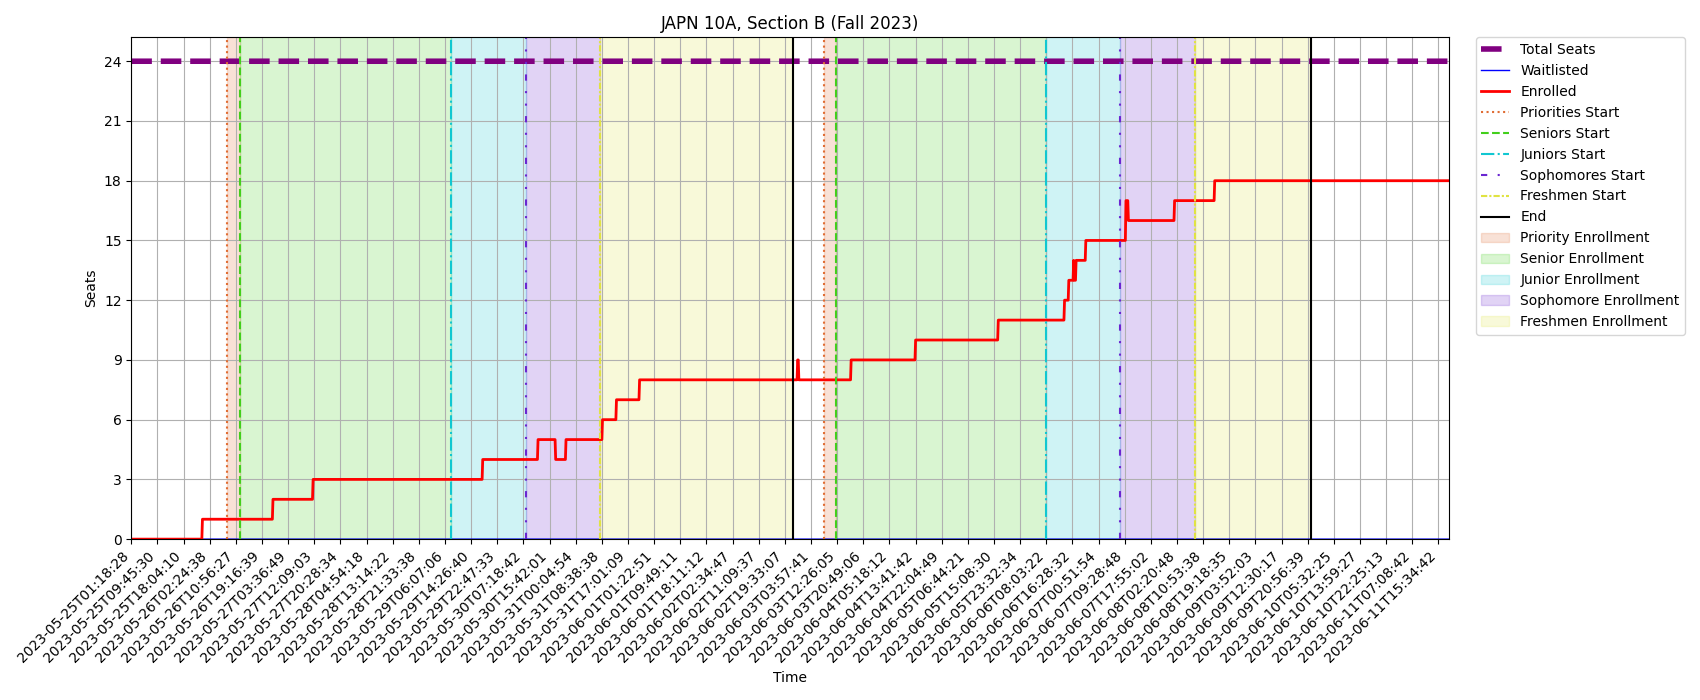 JAPN 10A, Section B (Fall 2023)
Seats
24
21
18
15
12
9
6
3
0
2023-05-25T01:18:28
2023-05-25T09:45:30
2023-05-25T18:04:10
2023-05-26T02:24:38
2023-05-26T10:56:27
2023-05-26T19:16:39
2023-05-27T03:36:49
2023-05-27T12:09:03
2023-05-27T20:28:34
2023-05-28T04:54:18
2023-05-28T13:14:22
2023-05-28T21:33:38
2023-05-29T06:07:06
2023-05-29T14:26:40
2023-05-29T22:47:33
2023-05-30T07:18:42
2023-05-30T15:42:01
2023-05-31T00:04:54
2023-05-31T08:38:38
2023-05-31T17:01:09
2023-06-01T01:22:51
2023-06-01T09:49:11
2023-06-01T18:11:12
2023-06-02T02:34:47
2023-06-02T11:09:37
2023-06-02T19:33:07
2023-06-03T03:57:41
2023-06-03T12:26:05
2023-06-03T20:49:06
2023-06-04T05:18:12
2023-06-04T13:41:42
2023-06-04T22:04:49
2023-06-05T06:44:21
2023-06-05T15:08:30
2023-06-05T23:32:34
2023-06-06T08:03:22
2023-06-06T16:28:32
2023-06-07T00:51:54
2023-06-07T09:28:48
2023-06-07T17:55:02
2023-06-08T02:20:48
2023-06-08T10:53:38
2023-06-08T19:18:35
2023-06-09T03:52:03
2023-06-09T12:30:17
2023-06-09T20:56:39
2023-06-10T05:32:25
2023-06-10T13:59:27
2023-06-10T22:25:13
2023-06-11T07:08:42
2023-06-11T15:34:42
Time
Total Seats
Waitlisted
Enrolled
Priorities Start
Seniors Start
Juniors Start
Sophomores Start
Freshmen Start
End
Priority Enrollment
Senior Enrollment
Junior Enrollment
Sophomore Enrollment
Freshmen Enrollment